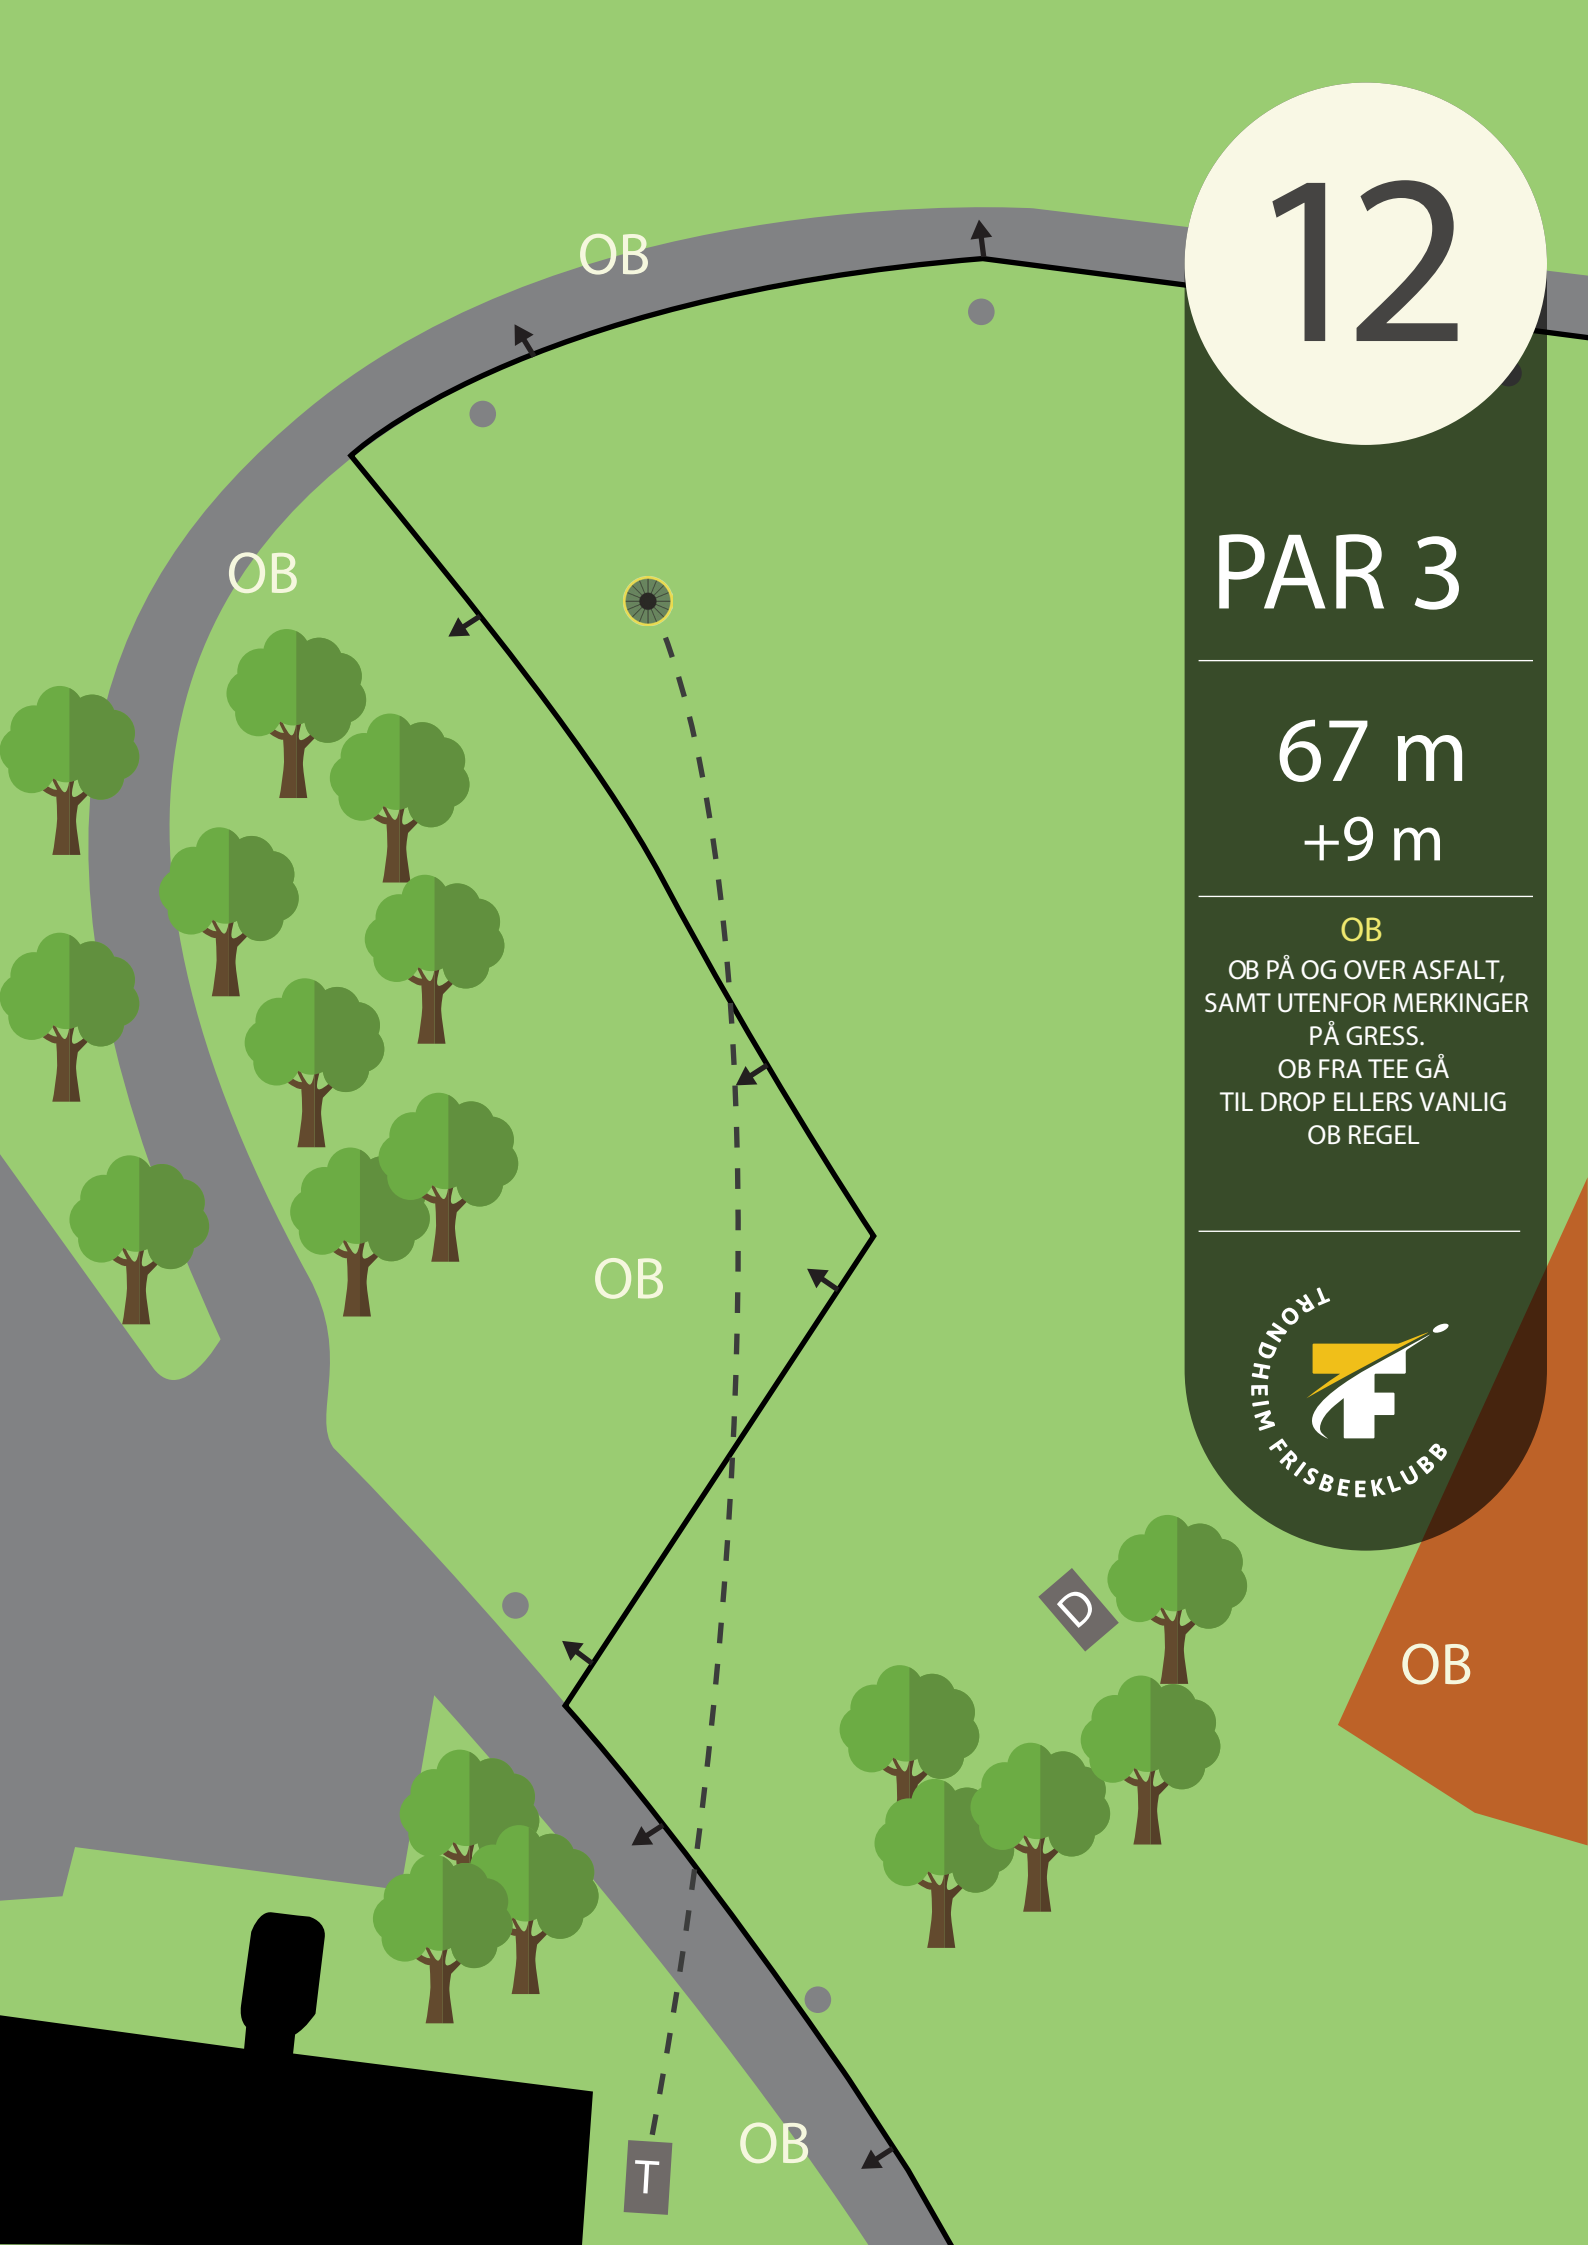 12
OB
PAR 3
OB
67 m
+9 m
OB
OB PÅ OG OVER ASFALT,
SAMT UTENFOR MERKINGER
PÅ GRESS.
OB FRA TEE GÅ
TIL DROP ELLERS VANLIG
OB REGEL
OB
TRONDHEIM FRISBEEKLUBB
TF
D
OB
OB
T